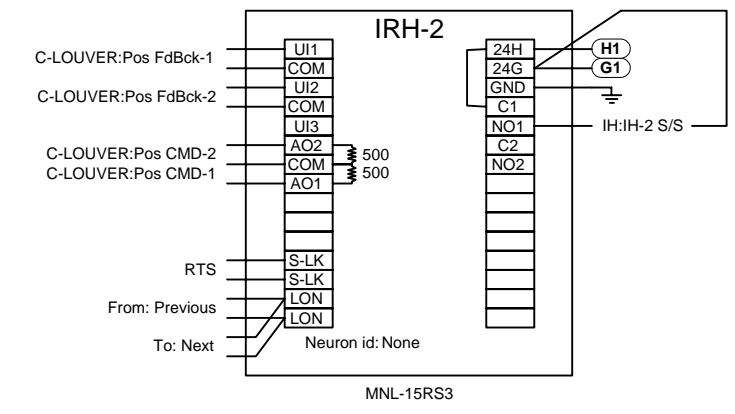 IRH-2
C-LOUVER:Pos FdBck-1
UI1
COM
C-LOUVER:Pos FdBck-2
UI2
COM
UI3
C-LOUVER:Pos CMD-2
AO2
500
COM
C-LOUVER:Pos CMD-1
500
AO1
RTS
S-LK
S-LK
From: Previous
LON
LON
To: Next
Neuron id: None
24H
H1
24G
G1
GND
C1
NO1
IH:IH-2 S/S
C2
NO2
MNL-15RS3